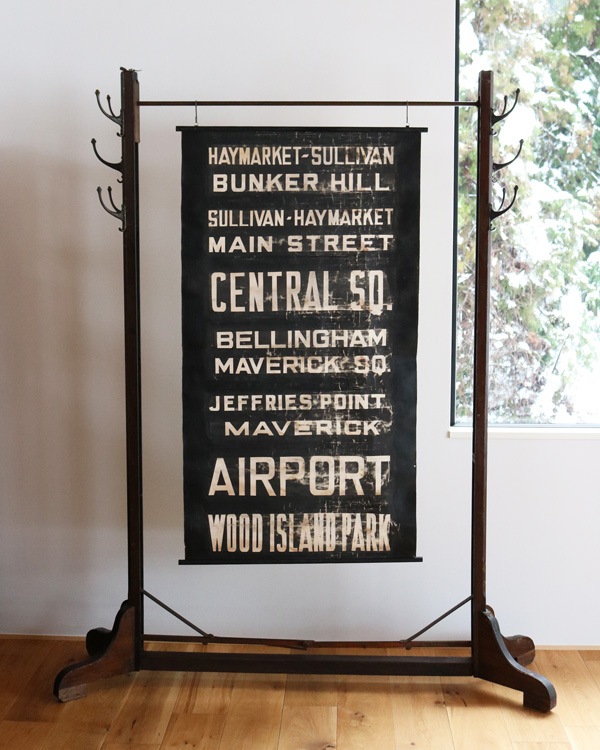 HAYMARKET-SULLIVAN
BUNKER HILL
SULLIVAN-HAYMARKET
MAIN STREET
CENTRAL SQ.
BELLINGHAM
MAVERICK SQ.
JEFFRIES POINT
MAVERICK
AIRPORT
WOOD ISLAND PARK